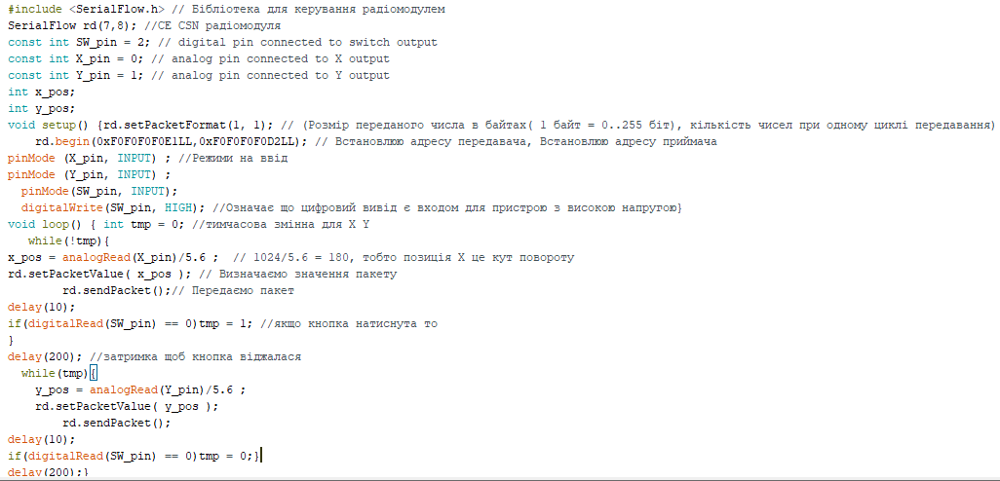 #include <SerialFlow.h> // Бібліотека для керування радіомодулем
SerialFlow rd(7,8); //CE CSN радіомодуля
const int SW_pin = 2; // digital pin connected to switch output
const int X_pin = 0; // analog pin connected to X output
const int Y_pin = 1; // analog pin connected to Y output
int x_pos;
int y_pos;
void setup() {rd.setPacketFormat(1, 1); // (Розмір переданого числа в байтах( 1 байт = 0..255 біт), кількість чисел при одному циклі передавання)
rd.begin(0xF0F0F0F0E1LL,0xF0F0F0F0D2LL); // Встановлюю адресу передавача, Встановлюю адресу приймача
pinMode (X_pin, INPUT) ; //Режими на ввід
pinMode (Y_pin, INPUT) ;
pinMode(SW_pin, INPUT);
digitalWrite(SW_pin, HIGH); //Означає що цифровий вивід є входом для пристрою з високою напругою}
void loop() { int tmp = 0; //тимчасова змінна для X Y
while(!tmp){
x_pos = analogRead(X_pin)/5.6 ;  // 1024/5.6 = 180, тобто позиція X це кут повороту
rd.setPacketValue( x_pos ); // Визначаємо значення пакету
rd.sendPacket();// Передаємо пакет
delay(10);
if(digitalRead(SW_pin) == 0)tmp = 1; //якщо кнопка натиснута то
}
delay(200); //затримка щоб кнопка віджалася
while(tmp){
y_pos = analogRead(Y_pin)/5.6 ;
rd.setPacketValue( y_pos );
rd.sendPacket();
delay(10);
if(digitalRead(SW_pin) == 0)tmp = 0;}
delay(200);}